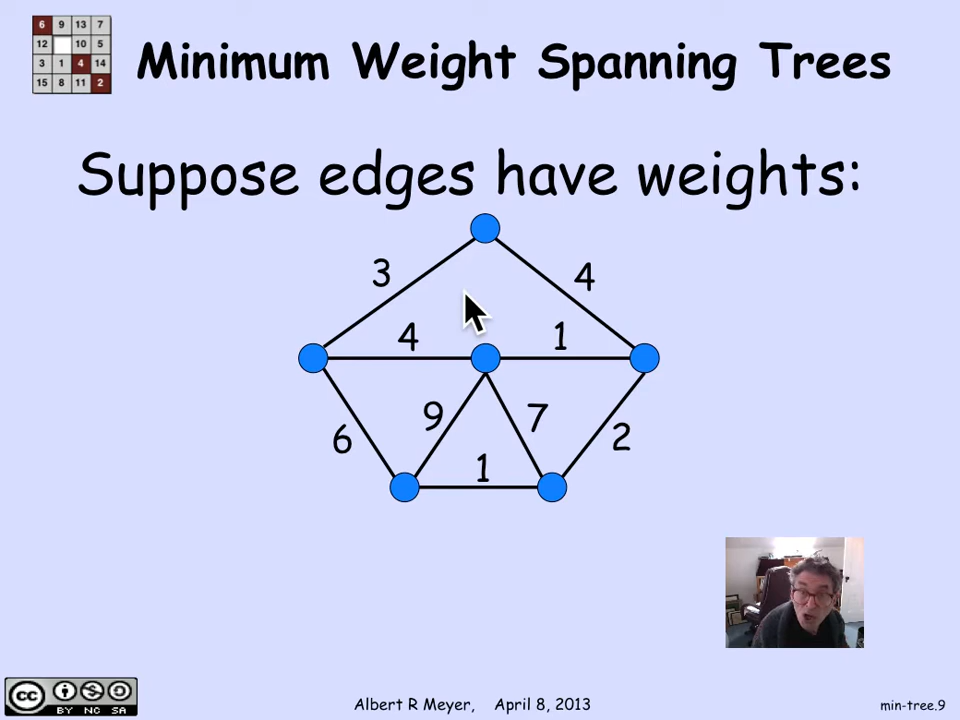 6 9 13 7
12 10 5
3 1 4 14
15 8 11 2
Minimum Weight Spanning Trees
Suppose edges have weights:
3 4
4 1
6 9 7 2
1
cc BY NC SA
Albert R Meyer, April 8, 2013
min-tree.9